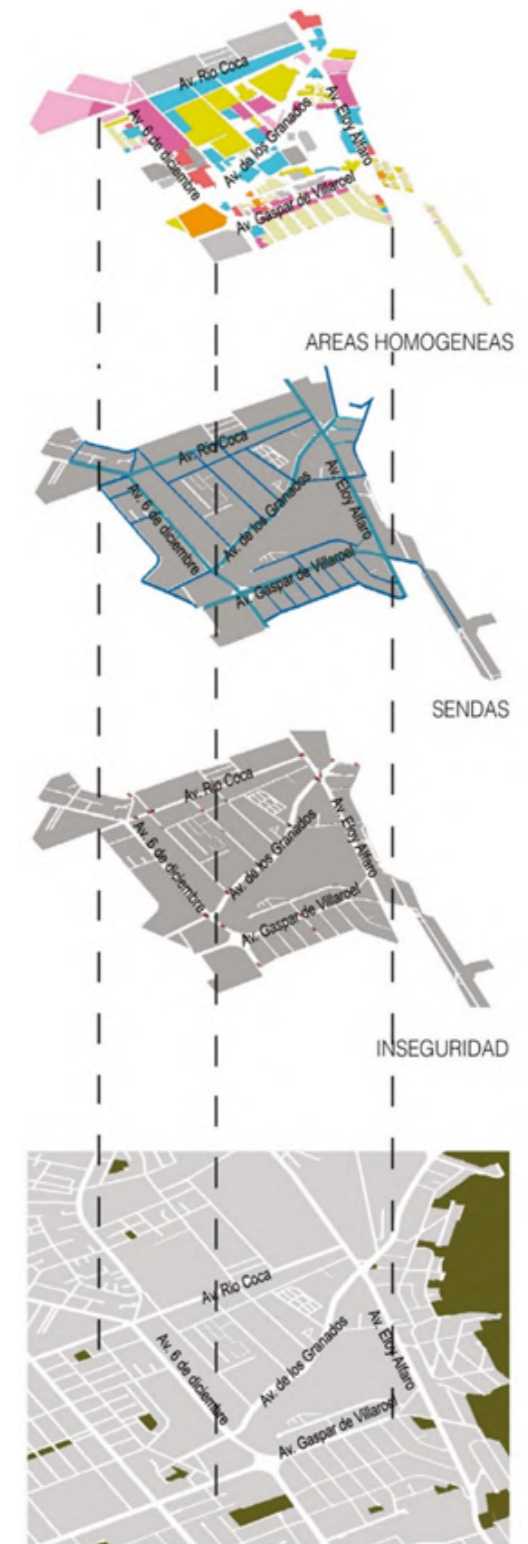 Av. Rio Coca
Av. 6 de diciembre
Av. de los Granados
Av. Eloy Alfaro
Av. Gaspar de Villaroel
AREAS HOMOGENEAS
Av. Rio Coca
Av. 6 de diciembre
Av. de los Granados
Av. Eloy Alfaro
Av. Gaspar de Villaroel
SENDAS
Av. Rio Coca
Av. 6 de diciembre
Av. de los Granados
Av. Eloy Alfaro
Av. Gaspar de Villaroel
INSEGURIDAD
Av. Rio Coca
Av. 6 de diciembre
Av. de los Granados
Av. Eloy Alfaro
Av. Gaspar de Villaroel